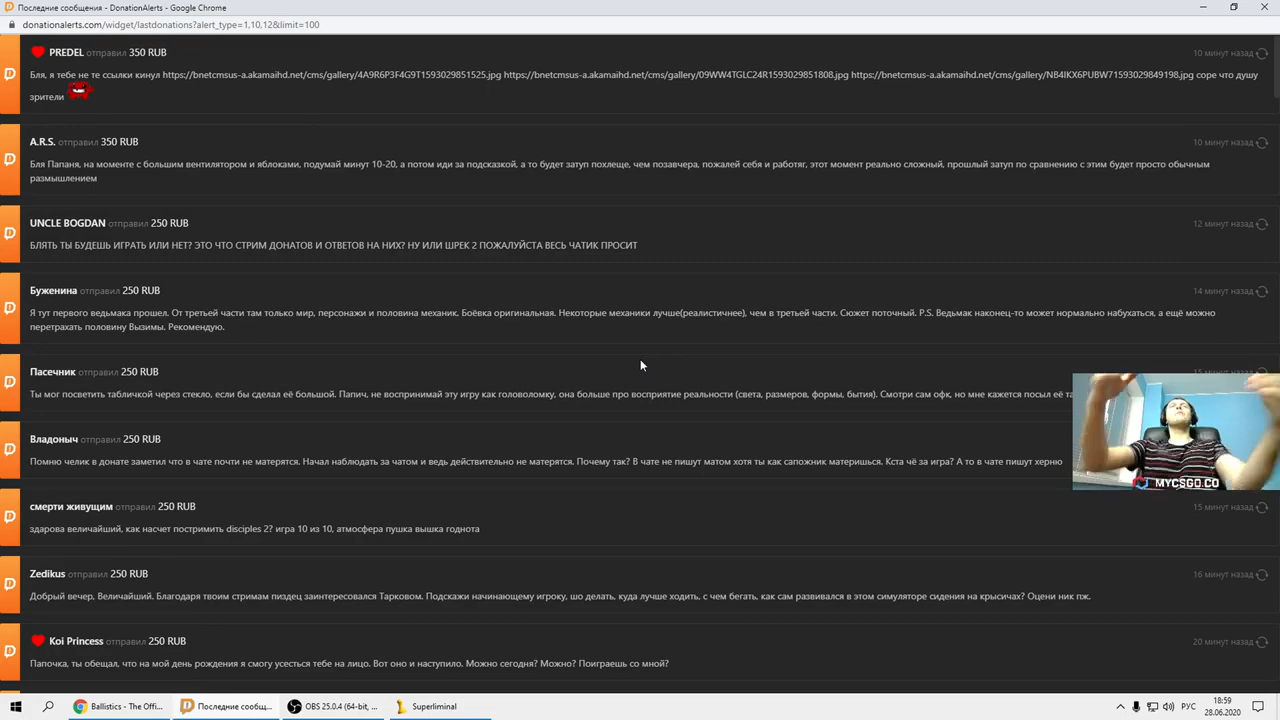 Последние сообщения - DonationAlerts - Google Chrome
donationalerts.com/widget/lastdonations?alert_type=1,10,12&limit=100
PREDEL отправил 350 RUB
10 минут назад
Бля, я тебе не те ссылки кинул https://bnetcmsus-a.akamaihd.net/cms/gallery/4A9R6P3F4G9T1593029851525.jpg https://bnetcmsus-a.akamaihd.net/cms/gallery/09WW4TGLC24R1593029851808.jpg https://bnetcmsus-a.akamaihd.net/cms/gallery/NB4IKX6PUBW71593029849198.jpg соре что душу
зрители
A.R.S. отправил 350 RUB
10 минут назад
Бля Папаня, на моменте с большим вентилятором и яблоками, подумай минут 10-20, а потом иди за подсказкой, а то будет затуп похлеще, чем позавчера, пожалей себя и работяг, этот момент реально сложный, прошлый затуп по сравнению с этим будет просто обычным
размышлением
UNCLE BOGDAN отправил 250 RUB
12 минут назад
БЛЯТЬ ТЫ БУДЕШЬ ИГРАТЬ ИЛИ НЕТ? ЭТО ЧТО СТРИМ ДОНАТОВ И ОТВЕТОВ НА НИХ? НУ ИЛИ ШРЕК 2 ПОЖАЛУЙСТА ВЕСЬ ЧАТИК ПРОСИТ
Буженина отправил 250 RUB
14 минут назад
Я тут первого ведьмака прошел. От третьей части там только мир, персонажи и половина механик. Боёвка оригинальная. Некоторые механики лучше(реалистичнее), чем в третьей части. Сюжет поточный. P.S. Ведьмак наконец-то может нормально набухаться, а ещё можно
перетрахать половину Вызимы. Рекомендую.
Пасечник отправил 250 RUB
15 минут назад
Ты мог посветить табличкой через стекло, если бы сделал её большой. Папич, не воспринимай эту игру как головоломку, она больше про восприятие реальности (света, размеров, формы, бытия). Смотри сам офк, но мне кажется посыл её
Владоныч отправил 250 RUB
Помню челик в донате заметил что в чате почти не матерятся. Начал наблюдать за чатом и ведь действительно не матерятся. Почему так? В чате не пишут матом хотя ты как сапожник материшься. Кста чё за игра? А то в чате пишут херню
MYCSGO.CO
смерти живущим отправил 250 RUB
15 минут назад
здарова величайший, как насчет постримить disciples 2? игра 10 из 10, атмосфера пушка вышка годнота
Zedikus отправил 250 RUB
16 минут назад
Добрый вечер, Величайший. Благодаря твоим стримам пиздец заинтересовался Тарковом. Подскажи начинающему игроку, шо делать, куда лучше ходить, с чем бегать, как сам развивался в этом симуляторе сидения на крысичах? Оцени ник пж.
Koi Princess отправил 250 RUB
20 минут назад
Папочка, ты обещал, что на мой день рождения я смогу усесться тебе на лицо. Вот оно и наступило. Можно сегодня? Можно? Поиграешь со мной?
Ballistics - The Offi...
Последние сообщ...
OBS 25.0.4 (64-bit, ...
Superliminal
РУС
18:59
28.06.2020